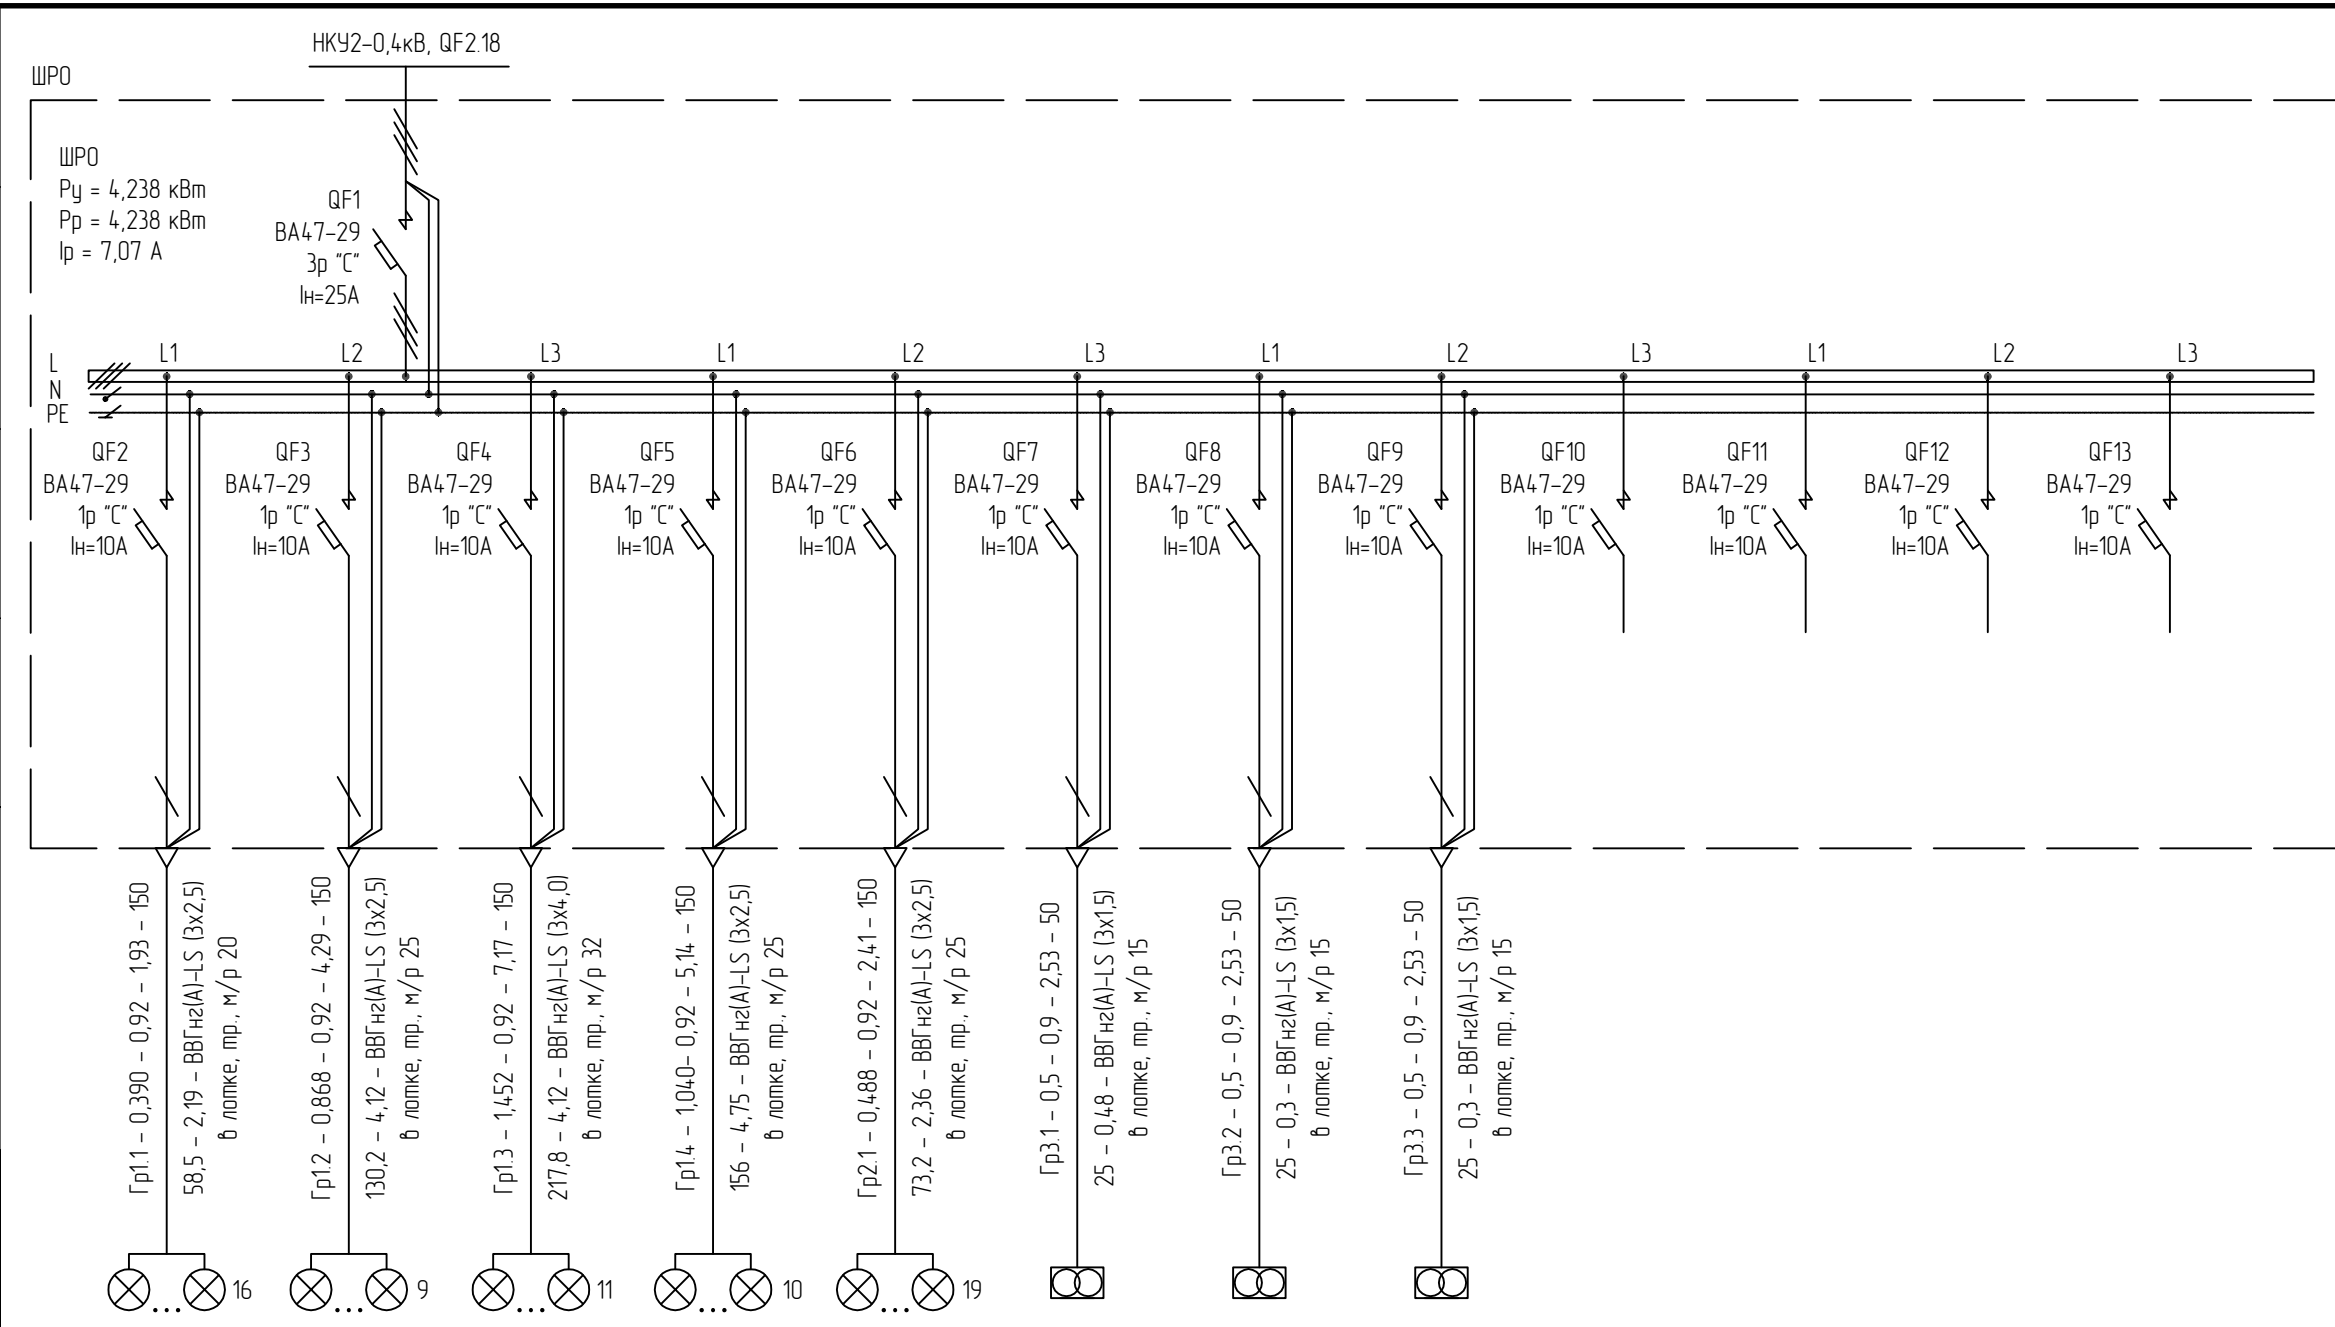 НКУ2-0,4кВ, QF2.18
ШРО
ШРО
Ру = 4,238 кВт
Рр = 4,238 кВт
Iр = 7,07 А
QF1
ВА47-29
3р "С"
Iн=25А
L
N
PE
L1
L2
L3
L1
L2
L3
L1
L2
L3
L1
L2
L3
QF2
ВА47-29
1р "С"
Iн=10А
QF3
ВА47-29
1р "С"
Iн=10А
QF4
ВА47-29
1р "С"
Iн=10А
QF5
ВА47-29
1р "С"
Iн=10А
QF6
ВА47-29
1р "С"
Iн=10А
QF7
ВА47-29
1р "С"
Iн=10А
QF8
ВА47-29
1р "С"
Iн=10А
QF9
ВА47-29
1р "С"
Iн=10А
QF10
ВА47-29
1р "С"
Iн=10А
QF11
ВА47-29
1р "С"
Iн=10А
QF12
ВА47-29
1р "С"
Iн=10А
QF13
ВА47-29
1р "С"
Iн=10А
Гр1.1 - 0,390 - 0,92 - 1,93 - 150
58,5 - 2,19 - ВВГнг(А)-LS (3х2,5)
в лотке, тр., м/р 20
Гр1.2 - 0,868 - 0,92 - 4,29 - 150
130,2 - 4,12 - ВВГнг(А)-LS (3х2,5)
в лотке, тр., м/р 25
Гр1.3 - 1,452 - 0,92 - 7,17 - 150
217,8 - 4,12 - ВВГнг(А)-LS (3х4,0)
в лотке, тр., м/р 32
Гр1.4 - 1,040- 0,92 - 5,14 - 150
156 - 4,75 - ВВГнг(А)-LS (3х2,5)
в лотке, тр., м/р 25
Гр2.1 - 0,488 - 0,92 - 2,41 - 150
73,2 - 2,36 - ВВГнг(А)-LS (3х2,5)
в лотке, тр., м/р 25
Гр3.1 - 0,5 - 0,9 - 2,53 - 50
25 - 0,48 - ВВГнг(А)-LS (3х1,5)
в лотке, тр., м/р 15
Гр3.2 - 0,5 - 0,9 - 2,53 - 50
25 - 0,3 - ВВГнг(А)-LS (3х1,5)
в лотке, тр., м/р 15
Гр3.3 - 0,5 - 0,9 - 2,53 - 50
25 - 0,3 - ВВГнг(А)-LS (3х1,5)
в лотке, тр., м/р 15
16
9
11
10
19